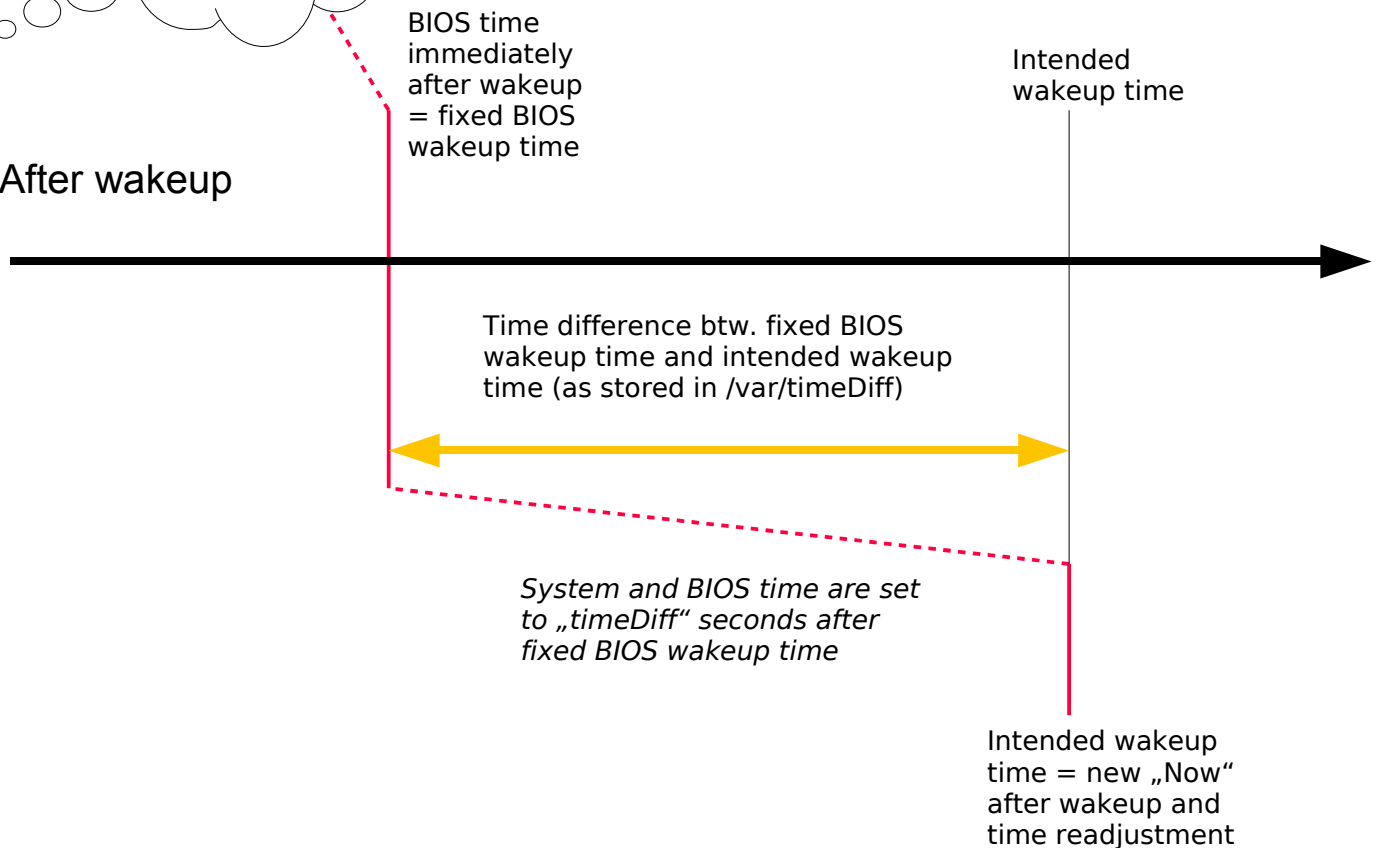 BIOS time
immediately
after wakeup
= fixed BIOS
wakeup time
Intended
wakeup time
After wakeup
Time difference btw. fixed BIOS
wakeup time and intended wakeup
time (as stored in /var/timeDiff)
System and BIOS time are set
to „timeDiff“ seconds after
fixed BIOS wakeup time
Intended wakeup
time = new „Now“
after wakeup and
time readjustment